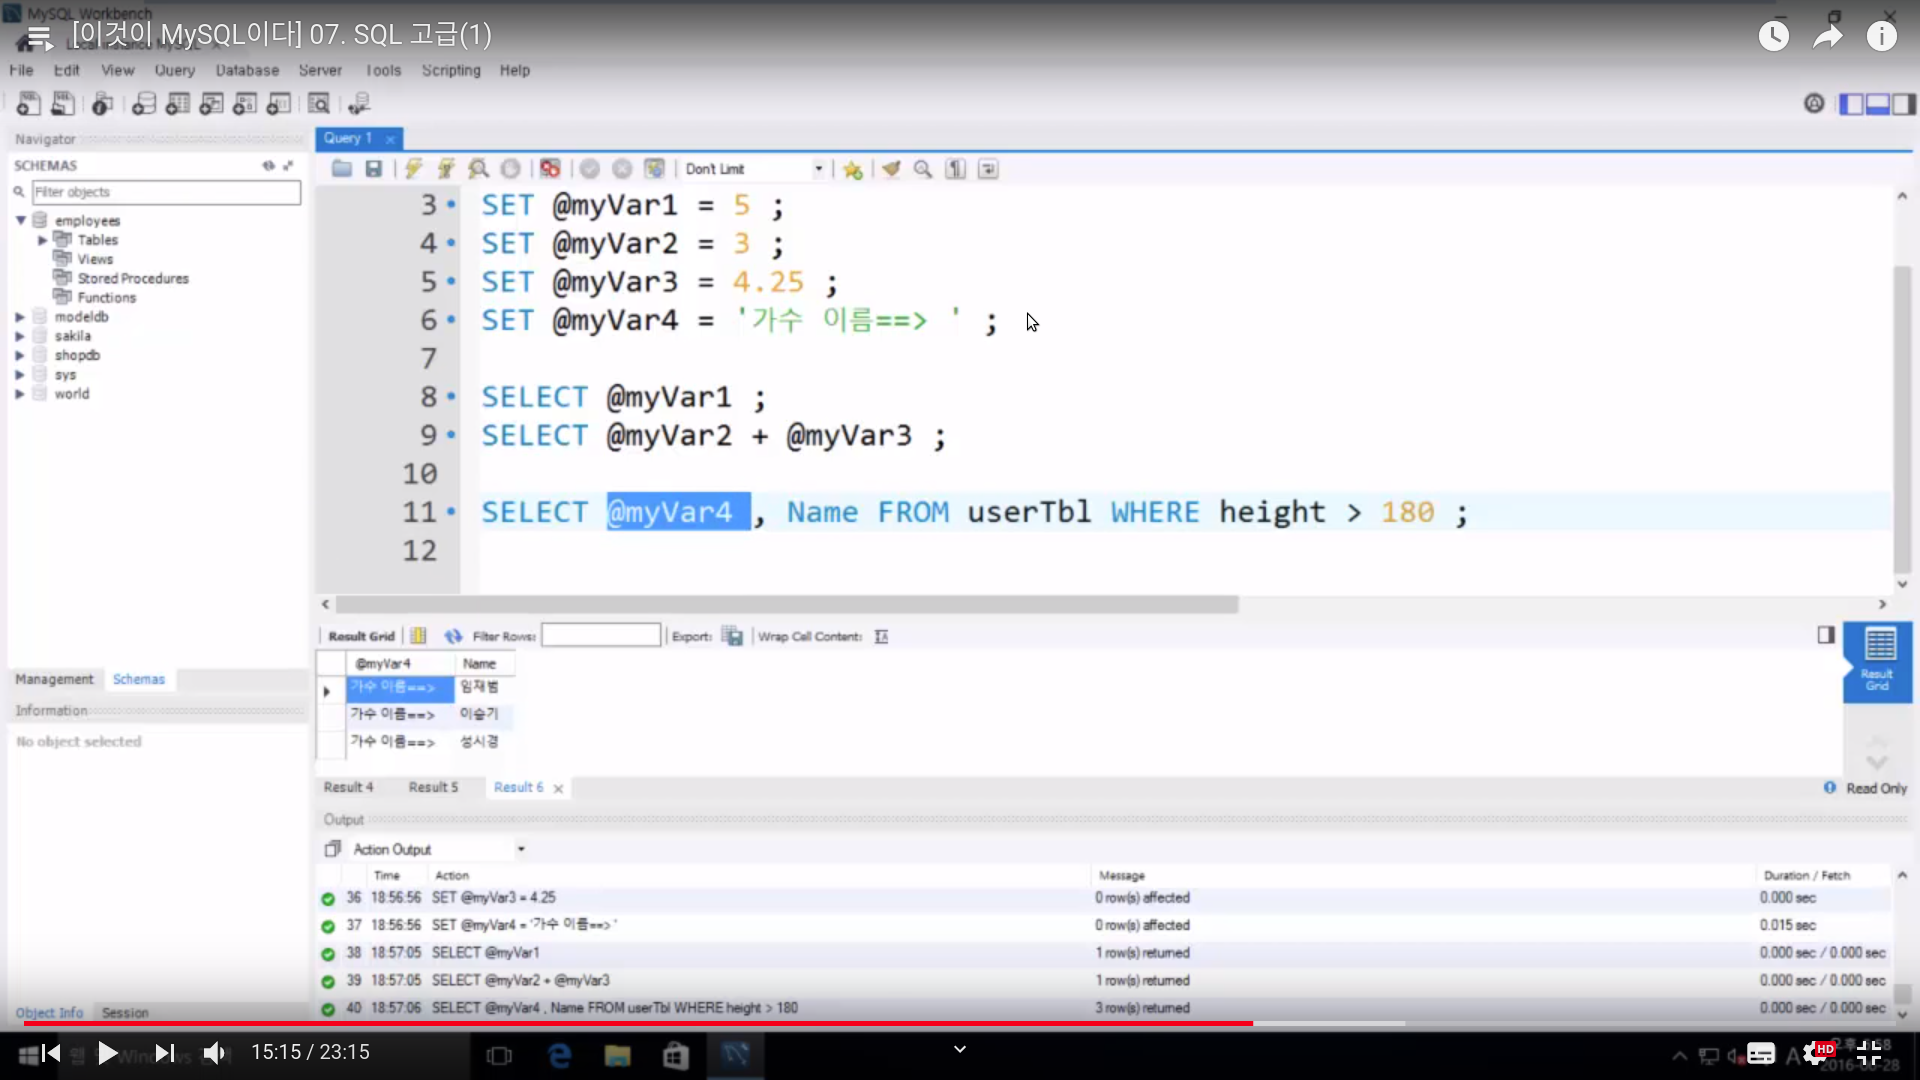 MySQL Workbench
[이것이 MySQL이다] 07. SQL 고급(1)
File Edit View Query Database Server Tools Scripting Help
Navigator
Query 1
SCHEMAS
Don't Limit
Filter objects
employees
Tables
Views
Stored Procedures
Functions
modeldb
sakila
shopdb
sys
world
3 SET @myVar1 = 5 ;
4 SET @myVar2 = 3 ;
5 SET @myVar3 = 4.25 ;
6 SET @myVar4 = '가수 이름==> ' ;
7
8 SELECT @myVar1 ;
9 SELECT @myVar2 + @myVar3 ;
10
11 SELECT @myVar4 , Name FROM userTbl WHERE height > 180 ;
12
Management Schemas
Information
No object selected
Result Grid Filter Rows: Export: Wrap Cell Content:
@myVar4 Name
가수 이름==> 임재범
가수 이름==> 이승기
가수 이름==> 성시경
Result Grid
Result 4 Result 5 Result 6
Read Only
Output
Action Output
Time Action Message Duration / Fetch
36 18:56:56 SET @myVar3 = 4.25 0 row(s) affected 0.000 sec
37 18:56:56 SET @myVar4 = '가수 이름==> ' 0 row(s) affected 0.015 sec
38 18:57:05 SELECT @myVar1 1 row(s) returned 0.000 sec / 0.000 sec
39 18:57:05 SELECT @myVar2 + @myVar3 1 row(s) returned 0.000 sec / 0.000 sec
40 18:57:06 SELECT @myVar4 , Name FROM userTbl WHERE height > 180 3 row(s) returned 0.000 sec / 0.000 sec
Object Info Session
15:15 / 23:15
HD